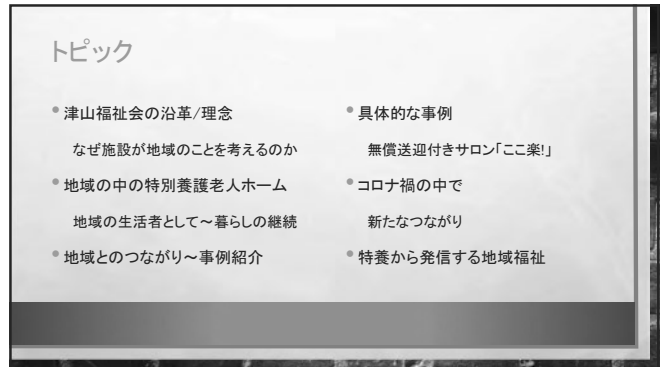 トピック
•津山福祉会の沿革/理念
なぜ施設が地域のことを考えるのか
•地域の中の特別養護老人ホーム
地域の生活者として～暮らしの継続
•地域とのつながり～事例紹介
•具体的な事例
無償送迎付きサロン「ここ楽!」
•コロナ禍の中で
新たなつながり
•特養から発信する地域福祉